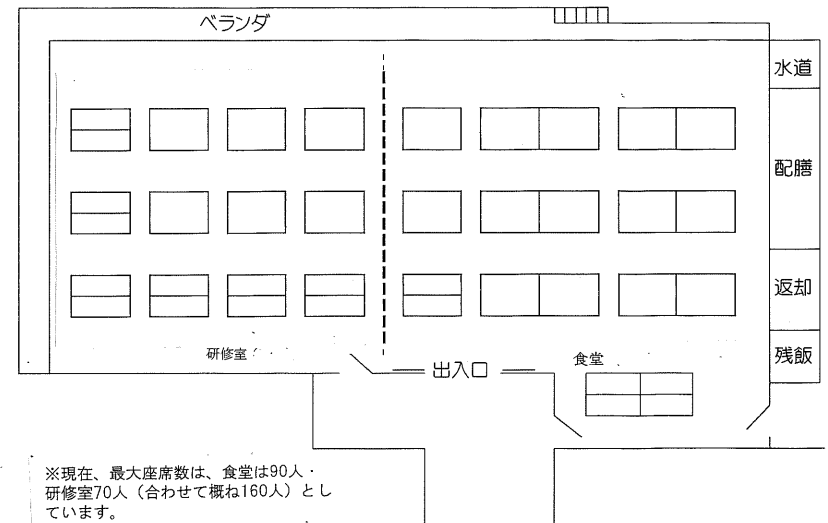 ベランダ
水道
配膳
返却
研修室
出入口
食堂
残飯
※現在、最大座席数は、食堂は90人・
研修室70人（合わせて概ね160人）とし
ています。